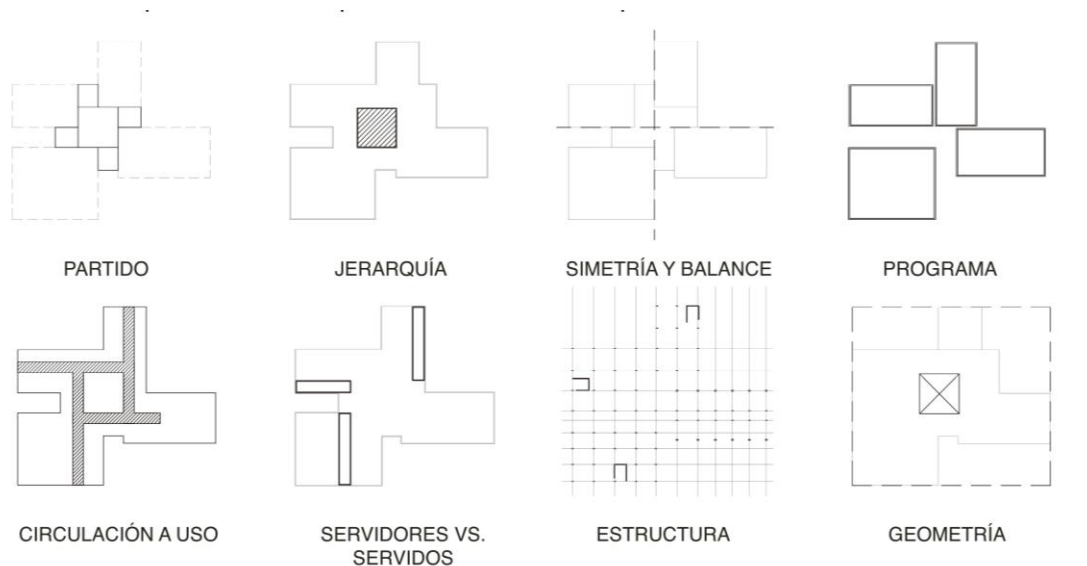 PARTIDO
JERARQUÍA
SIMETRÍA Y BALANCE
PROGRAMA
CIRCULACIÓN A USO
SERVIDORES VS.
SERVIDOS
ESTRUCTURA
GEOMETRÍA